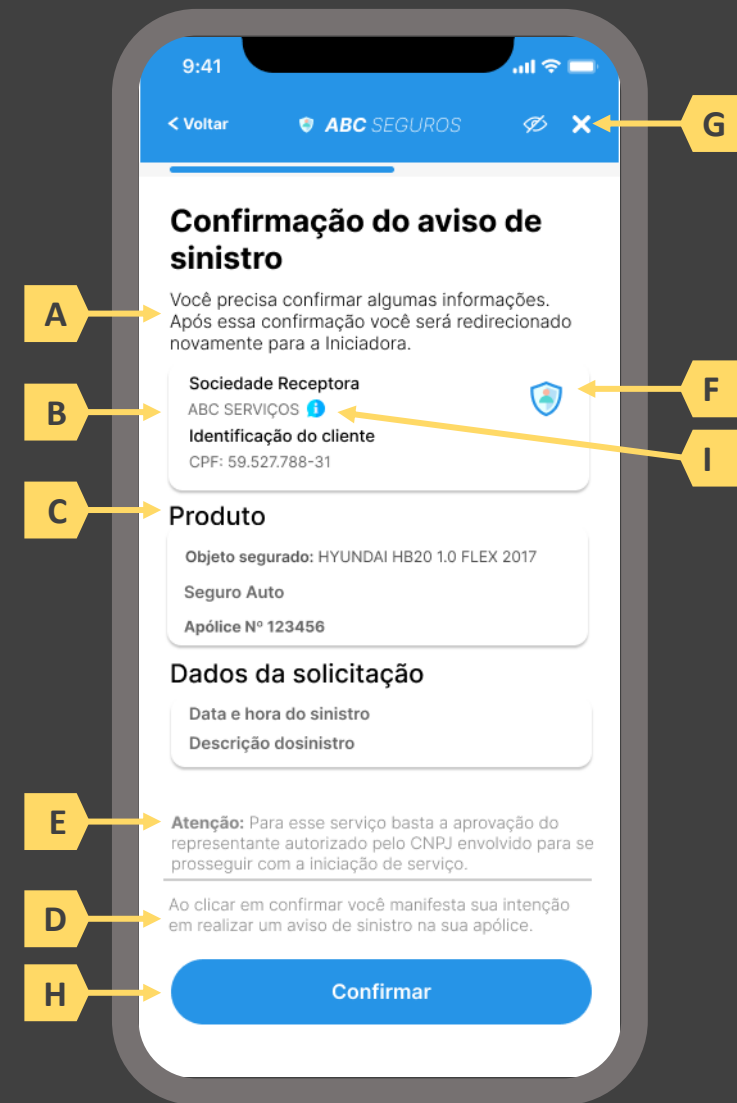 9:41
< Voltar
ABC SEGUROS
G
Confirmação do aviso de
sinistro
A
Você precisa confirmar algumas informações.
Após essa confirmação você será redirecionado
novamente para a Iniciadora.
Sociedade Receptora
F
B
ABC SERVIÇOS
Identificação do cliente
I
CPF: 59.527.788-31
C
Produto
Objeto segurado: HYUNDAI HB20 1.0 FLEX 2017
Seguro Auto
Apólice Nº 123456
Dados da solicitação
Data e hora do sinistro
Descrição dosinistro
E
Atenção: Para esse serviço basta a aprovação do
representante autorizado pelo CNPJ envolvido para se
prosseguir com a iniciação de serviço.
D
Ao clicar em confirmar você manifesta sua intenção
em realizar um aviso de sinistro na sua apólice.
H
Confirmar